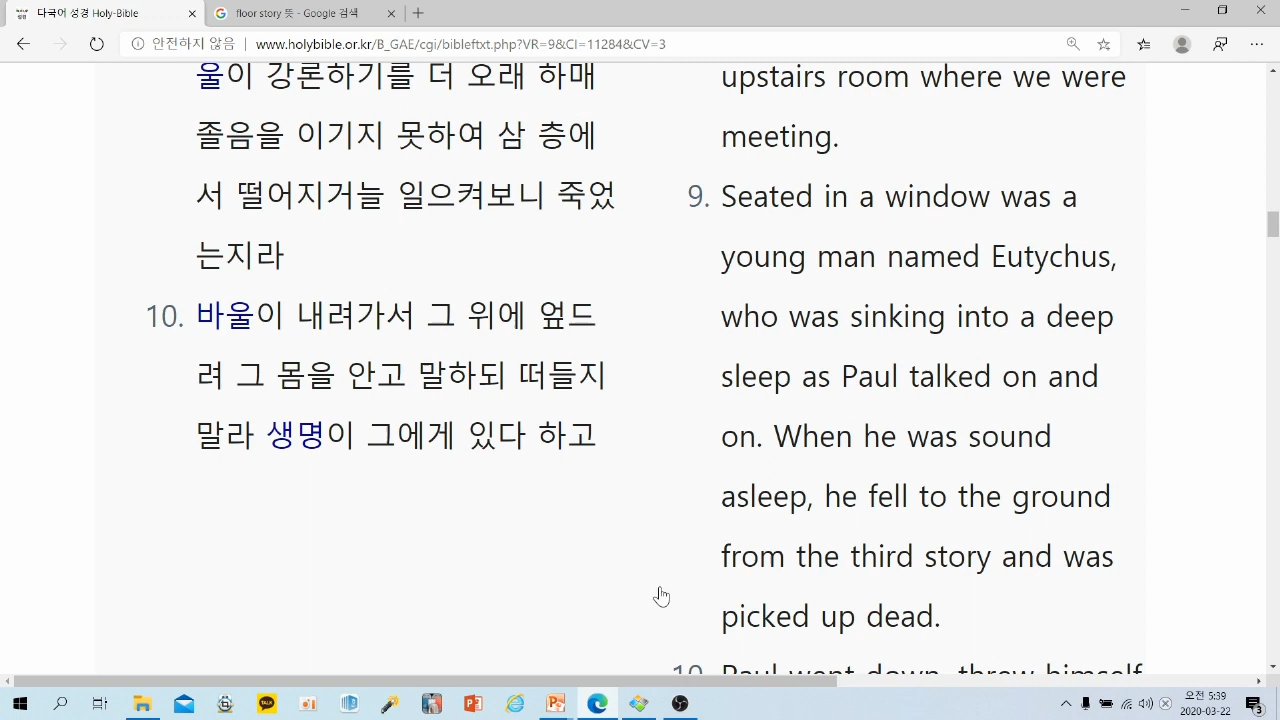 다국어 성경 Holy-Bible
floor story 뜻 - Google 검색
안전하지 않음
www.holybible.or.kr/B_GAE/cgi/bibleftxt.php?VR=9&CI=11284&CV=3
울이 강론하기를 더 오래 하매
졸음을 이기지 못하여 삼 층에
서 떨어지거늘 일으켜보니 죽었
는지라
10. 바울이 내려가서 그 위에 엎드
려 그 몸을 안고 말하되 떠들지
말라 생명이 그에게 있다 하고
upstairs room where we were
meeting.
9. Seated in a window was a
young man named Eutychus,
who was sinking into a deep
sleep as Paul talked on and
on. When he was sound
asleep, he fell to the ground
from the third story and was
picked up dead.
10. Paul went down, threw himself
오전 5:39
2020-03-22